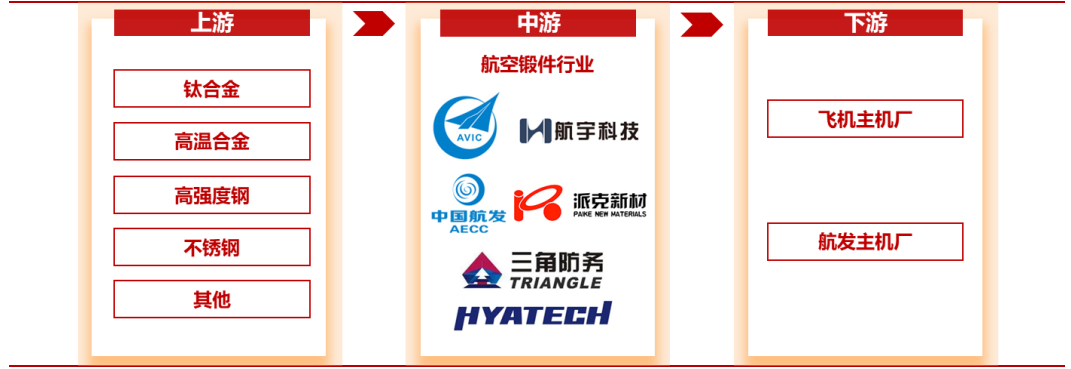 上游
钛合金
高温合金
高强度钢
不锈钢
其他
中游
航空锻件行业
AVIC
航宇科技
中国航发
AECC
派克新材
PAIKE NEW MATERIALS
三角防务
TRIANGLE
HYATECH
下游
飞机主机厂
航发主机厂